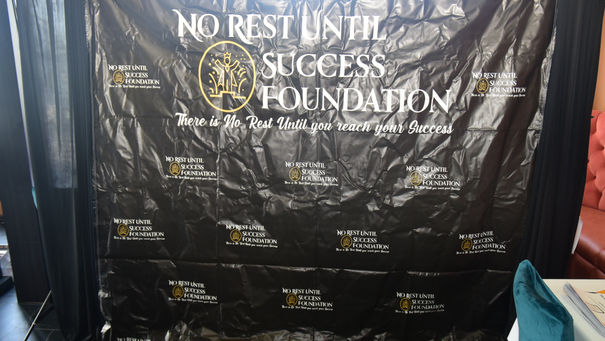 No Rest Until
Success
Foundation
There is No Rest Until you reach your Success
No Rest Until
Success
Foundation
No Rest Until
Success
Foundation
No Rest Until
Success
Foundation
No Rest Until
Success
Foundation
No Rest Until
Success
Foundation
No Rest Until
Success
Foundation
No Rest Until
Success
Foundation
No Rest Until
Success
Foundation
No Rest Until
Success
Foundation
No Rest Until
Success
Foundation
No Rest Until
Success
Foundation
No Rest Until
Success
Foundation